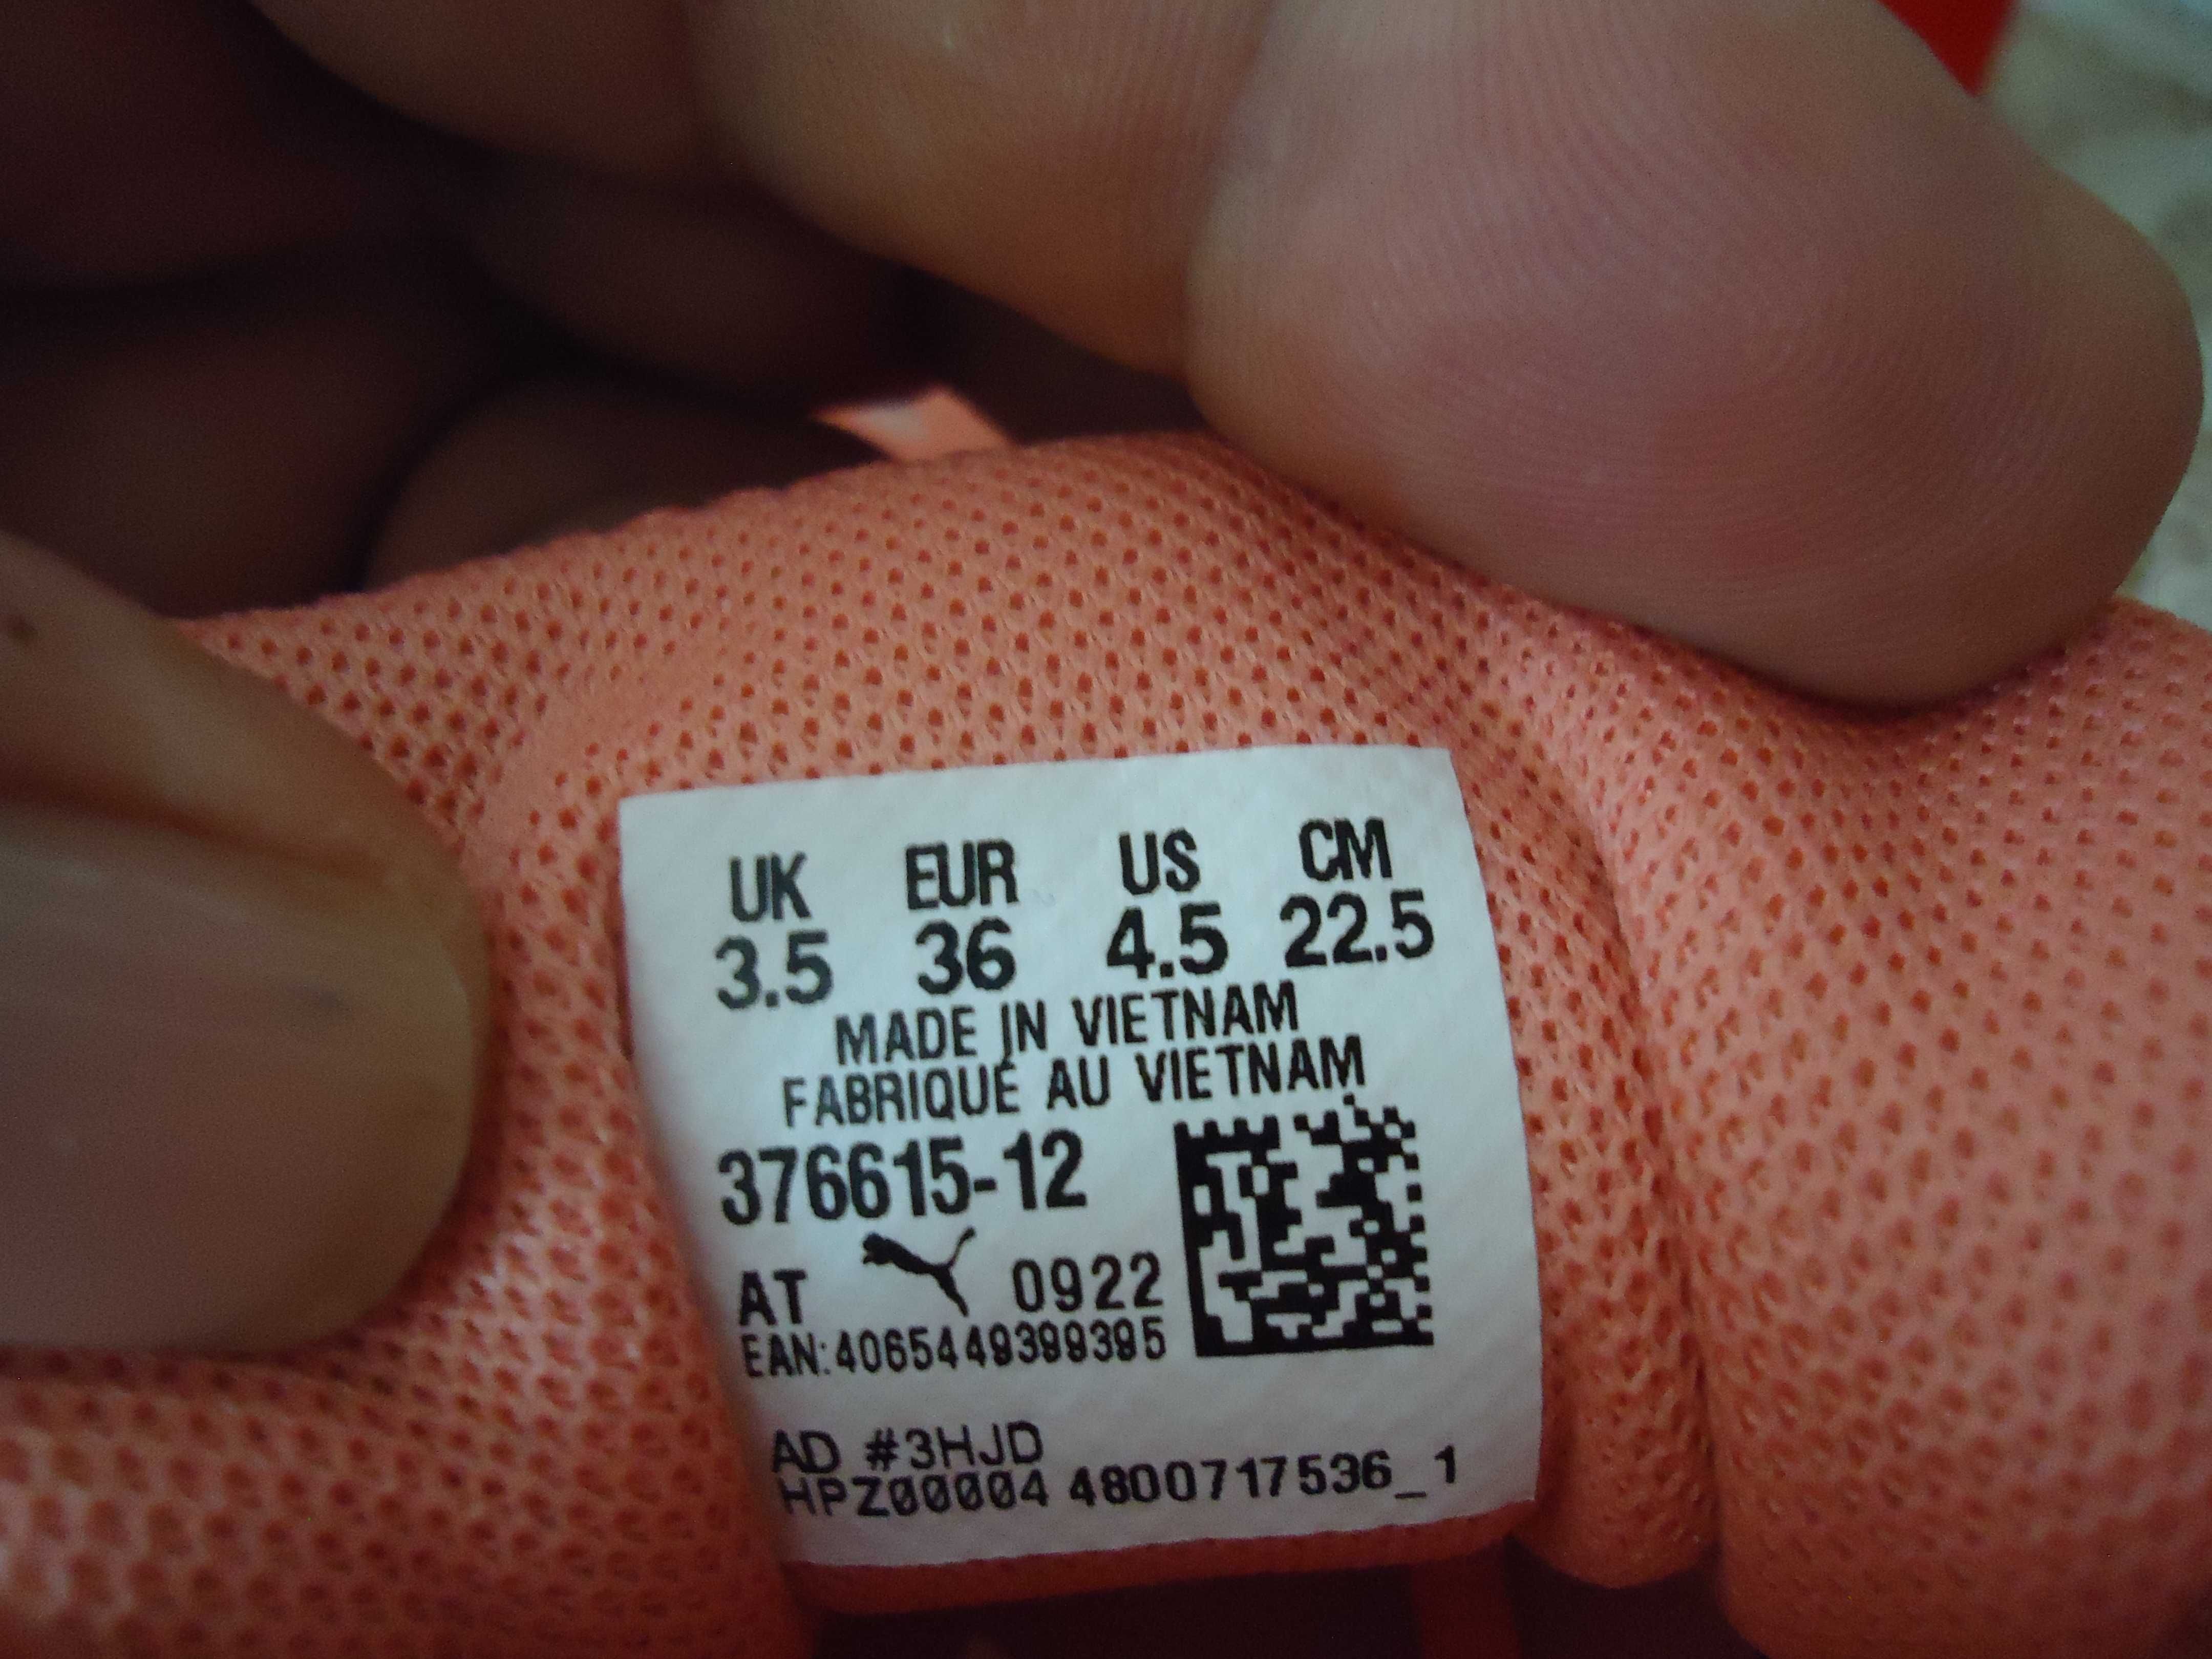 UK EUR US CM
3.5 36 4.5 22.5
MADE IN VIETNAM
FABRIQUÉ AU VIETNAM
376615-12
AT 0922
EAN:4065449399395
AD #3HJD
HPZ00004 4800717536_1